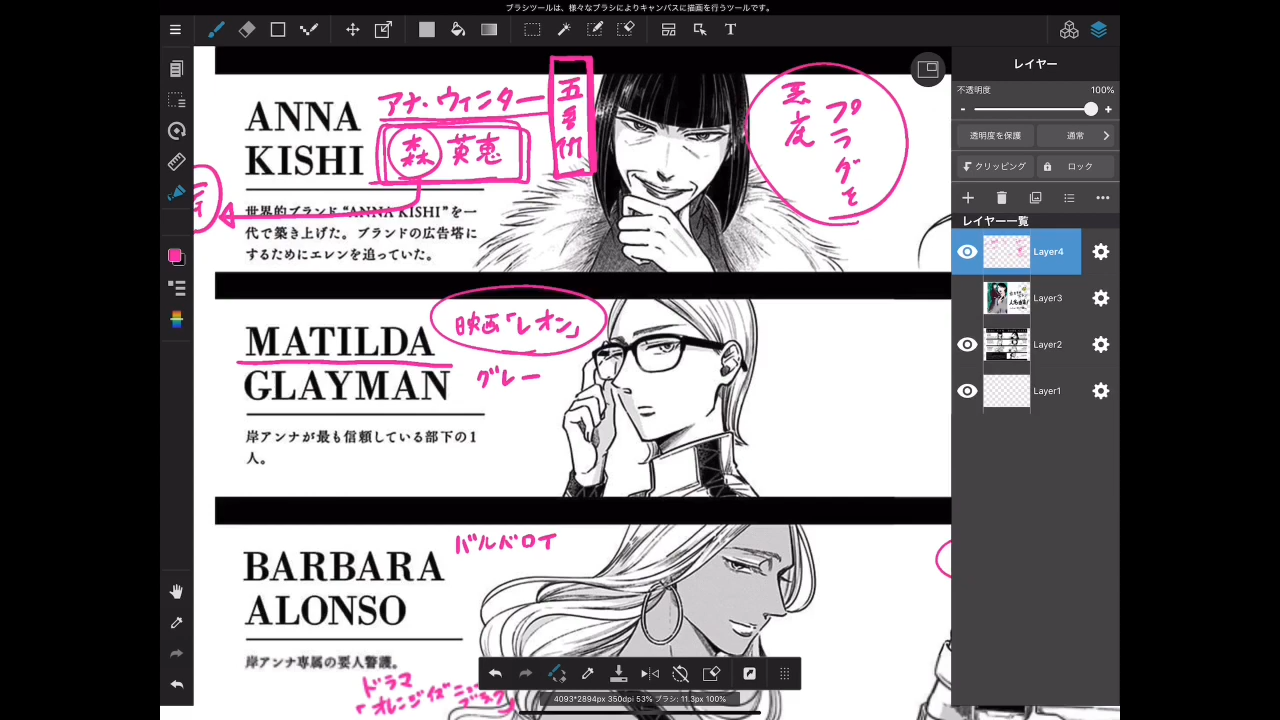 ブラシツールは、様々なブラシによりキャンバスに描画を行うツールです。
T
レイヤー
不透明度 100%
- +
透明度を保護 通常
クリッピング ロック
レイヤー一覧
Layer4
Layer3
Layer2
Layer1
ANNA
KISHI
アナ・ウィンター
森 英恵
プラダを
悪魔
世界的ブランド“ANNA KISHI”を一
代で築き上げた。ブランドの広告塔に
するためにエレンを追っていた。
MATILDA
GLAYMAN
映画「レオン」
グレー
岸アンナが最も信頼している部下の1
人。
BARBARA
ALONSO
バルバロイ
岸アンナ専属の要人警護。
ドラマ
「オレンジイズニュー
4093*2894px 350dpi 53% ブラシ: 11.3px 100%